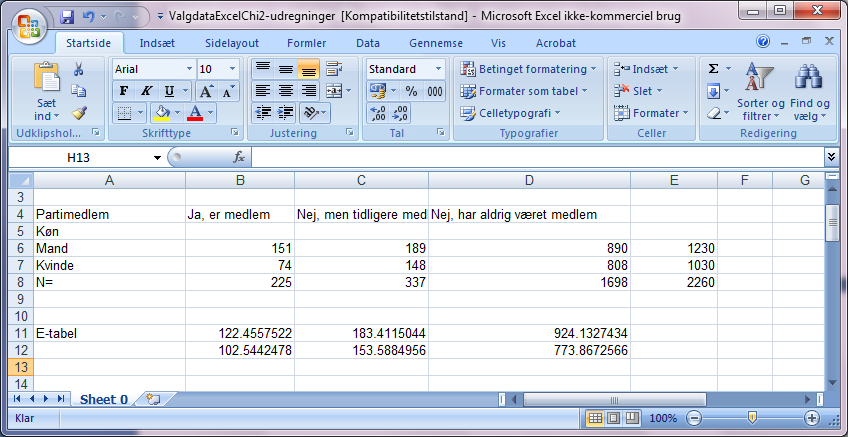 ValgdataExcelChi2-udregninger [Kompatibilitetstilstand] - Microsoft Excel ikke-kommerciel brug
Startside Indsæt Sidelayout Formler Data Gennemse Vis Acrobat
Sæt ind
Udklipshol...
Arial 10
F K U A A
A
Skrifttype
Justering
Standard
% 000
Tal
Betinget formatering
Formater som tabel
Celletypografi
Typografier
Indsæt
Slet
Formater
Celler
Σ
Sorter og filtrer
Find og vælg
Redigering
H13 fx
A B C D E F G
3
4 Partimedlem Ja, er medlem Nej, men tidligere med Nej, har aldrig været medlem
5 Køn
6 Mand 151 189 890 1230
7 Kvinde 74 148 808 1030
8 N= 225 337 1698 2260
9
10
11 E-tabel 122.4557522 183.4115044 924.1327434
12 102.5442478 153.5884956 773.8672566
13
14
Sheet 0
Klar 100%